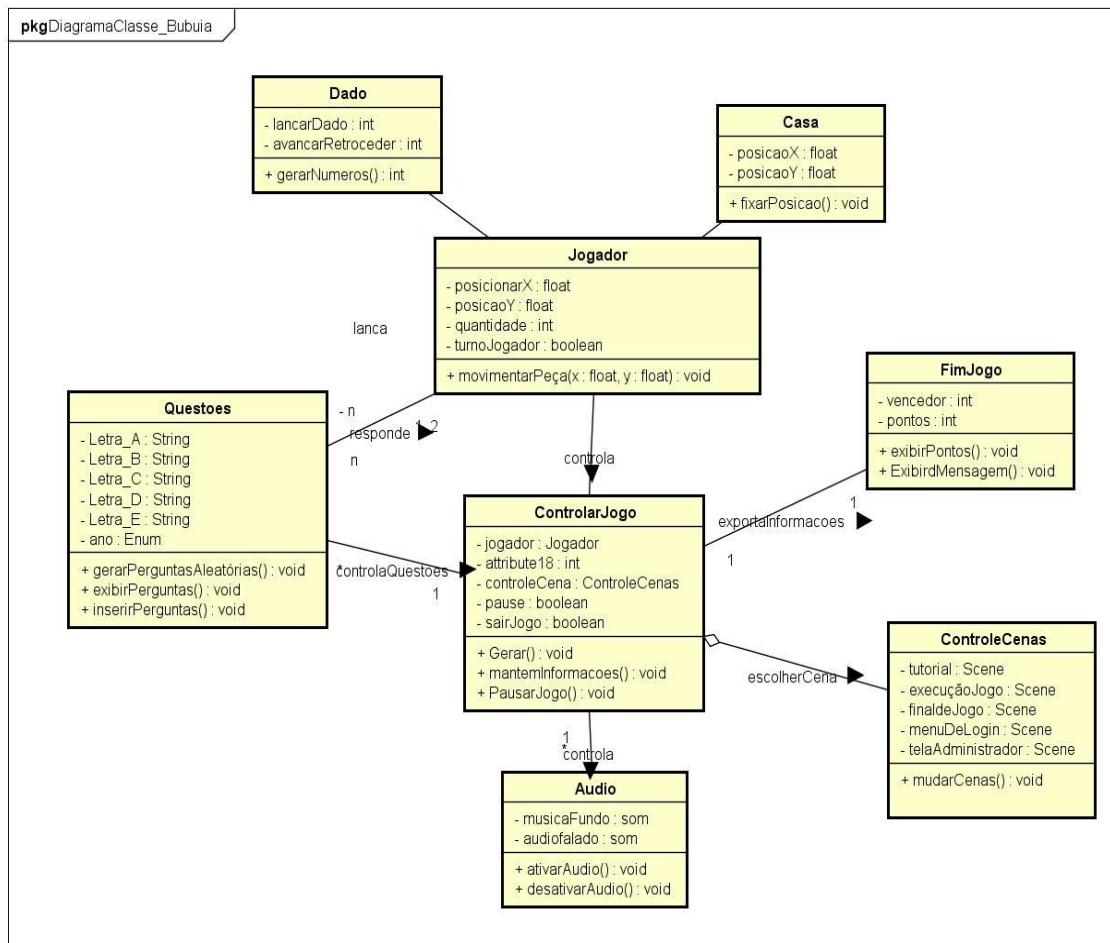 pkg DiagramaClasse_Bubuia
Dado
- lancarDado : int
- avancarRetroceder : int
+ gerarNumeros() : int
Casa
- posicaoX : float
- posicaoY : float
+ fixarPosicao() : void
Jogador
- posicionarX : float
- posicaoY : float
- quantidade : int
- turnoJogador : boolean
+ movimentarPeça(x : float, y : float) : void
lanca
Questoes
- Letra_A : String
- Letra_B : String
- Letra_C : String
- Letra_D : String
- Letra_E : String
- ano : Enum
+ gerarPerguntasAleatórias() : void
+ exibirPerguntas() : void
+ inserirPerguntas() : void
- n
responde
1..2
n
controla
FimJogo
- vencedor : int
- pontos : int
+ exibirPontos() : void
+ ExibirdMensagem() : void
ControlarJogo
- jogador : Jogador
- attribute18 : int
- controleCena : ControleCenas
- pause : boolean
- sairJogo : boolean
+ Gerar() : void
+ mantemInformacoes() : void
+ PausarJogo() : void
1
exportaInformacoes
1
*
controlaQuestoes
1
escolherCena
ControleCenas
- tutorial : Scene
- execuçãoJogo : Scene
- finaldeJogo : Scene
- menuDeLogin : Scene
- telaAdministrador : Scene
+ mudarCenas() : void
1
*
controla
Audio
- musicaFundo : som
- audiofalado : som
+ ativarAudio() : void
+ desativarAudio() : void